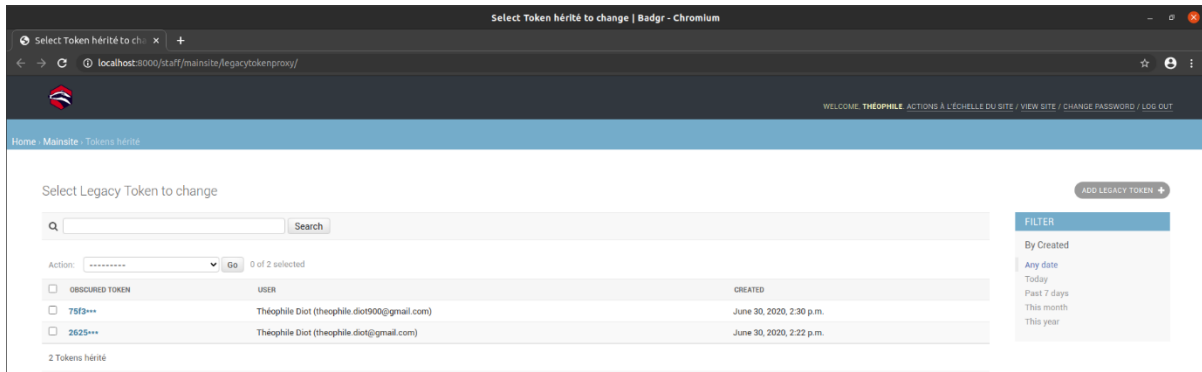 Select Token hérité to change | Badgr - Chromium
Select Token hérité to cha
localhost:8000/staff/mainsite/legacytokenproxy/
WELCOME, THÉOPHILE. ACTIONS À L'ÉCHELLE DU SITE / VIEW SITE / CHANGE PASSWORD / LOG OUT
Home › Mainsite › Tokens hérité
Select Legacy Token to change
ADD LEGACY TOKEN +
Search
FILTER
By Created
Action: --------- Go 0 of 2 selected
Any date
Today
OBSCURED TOKEN USER CREATED
Past 7 days
75f3*** Théophile Diot (theophile.diot900@gmail.com) June 30, 2020, 2:30 p.m.
This month
This year
2625*** Théophile Diot (theophile.diot@gmail.com) June 30, 2020, 2:22 p.m.
2 Tokens hérité